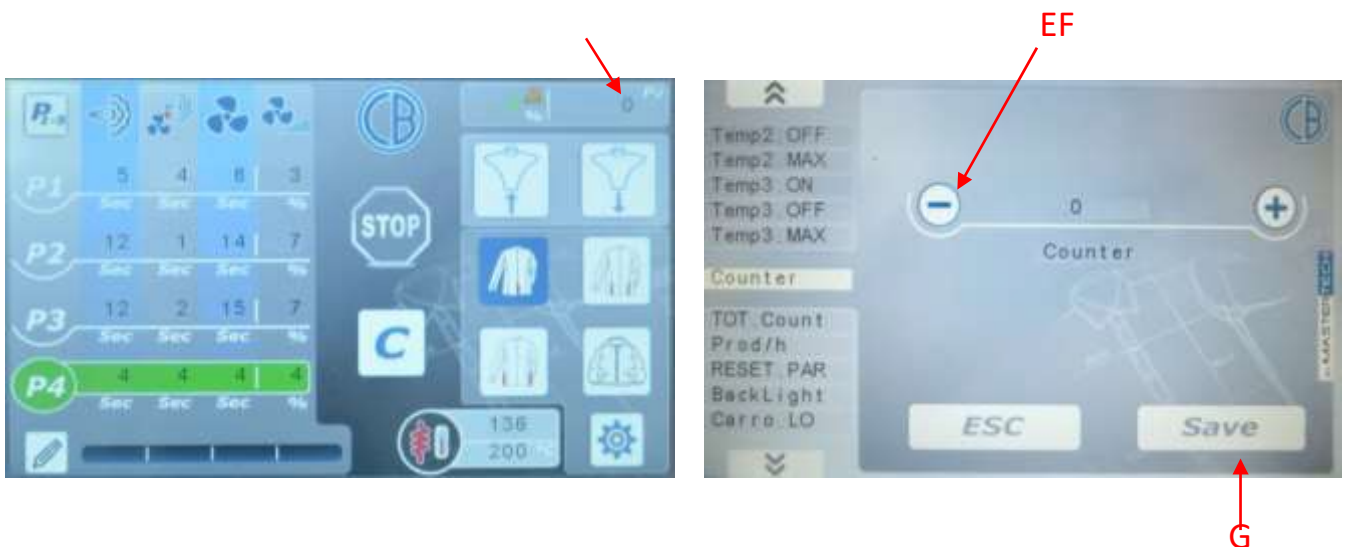 EF
CB
0
P1
5 4 8 3
Sec Sec Sec %
P2
12 1 14 7
Sec Sec Sec %
P3
12 2 15 7
Sec Sec Sec %
P4
4 4 4 4
Sec Sec Sec %
STOP
C
136
200
Temp2.OFF
Temp2.MAX
Temp3.ON
Temp3.OFF
Temp3.MAX
Counter
TOT.Count
Prod/h
RESET.PAR
BackLight
Carro.LO
CB
0
Counter
MASTERTECH
ESC
Save
G